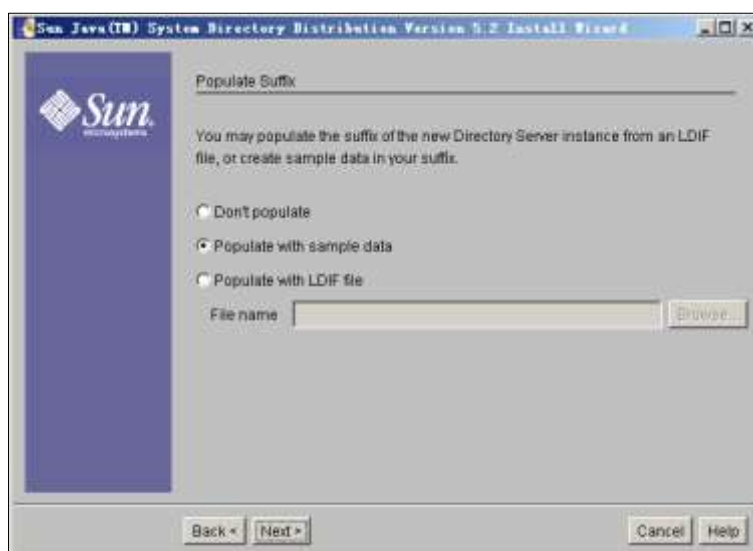 Sun Java(TM) System Directory Distribution Version 5.2 Install Wizard
Sun
microsystems
Populate Suffix
You may populate the suffix of the new Directory Server instance from an LDIF
file, or create sample data in your suffix.
Don't populate
Populate with sample data
Populate with LDIF file
File name
Browse...
Back <
Next >
Cancel
Help